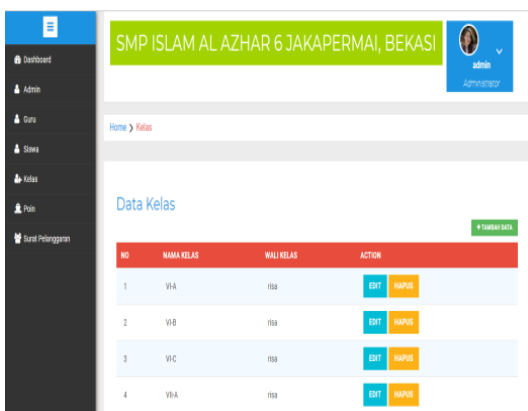 SMP ISLAM AL AZHAR 6 JAKAPERMAI, BEKASI
admin
Administrator
Dashboard
Admin
Guru
Siswa
Kelas
Poin
Surat Pelanggaran
Home > Kelas
Data Kelas
+ TAMBAH DATA
NO NAMA KELAS WALI KELAS ACTION
1 VI-A risa EDIT HAPUS
2 VI-B risa EDIT HAPUS
3 VI-C risa EDIT HAPUS
4 VII-A risa EDIT HAPUS